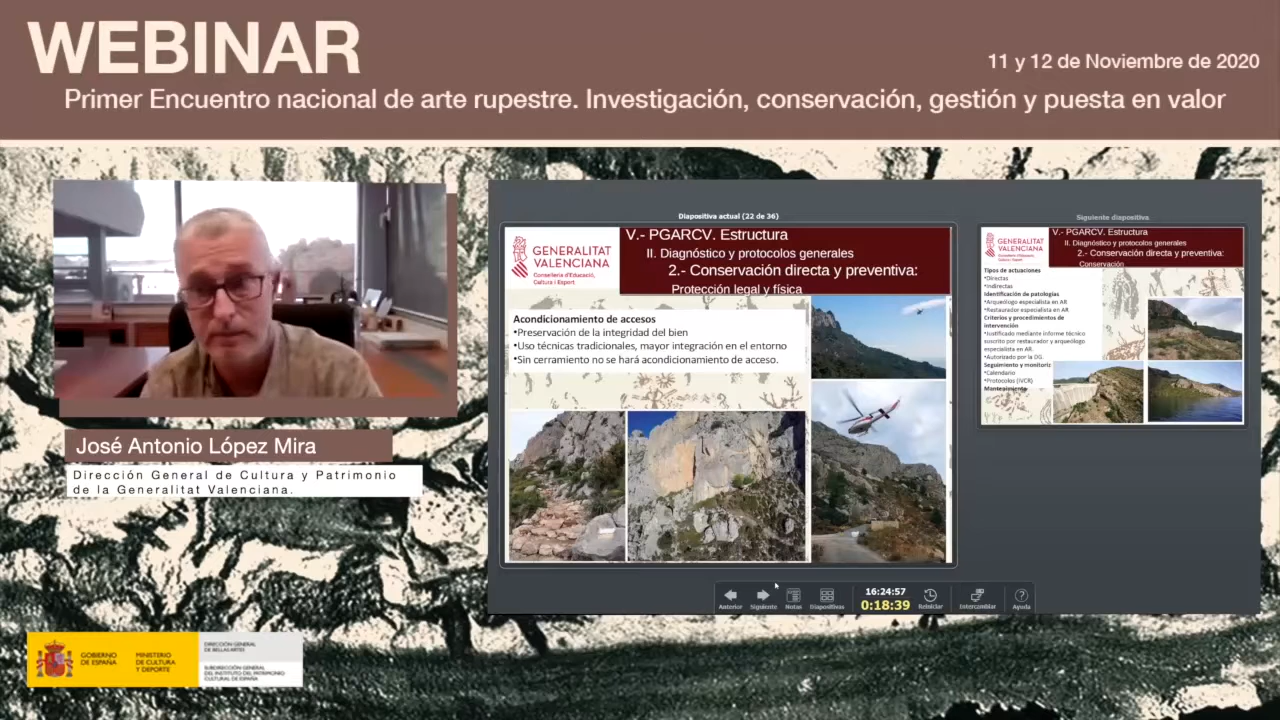 WEBINAR
11 y 12 de Noviembre de 2020
Primer Encuentro nacional de arte rupestre. Investigación, conservación, gestión y puesta en valor
José Antonio López Mira
Dirección General de Cultura y Patrimonio
de la Generalitat Valenciana.
Diapositiva actual (22 de 36)
GENERALITAT
VALENCIANA
Conselleria d'Educació,
Cultura i Esport
V.- PGARCV. Estructura
II. Diagnóstico y protocolos generales
2.- Conservación directa y preventiva:
Protección legal y física
Acondicionamiento de accesos
•Preservación de la integridad del bien
•Uso técnicas tradicionales, mayor integración en el entorno
•Sin cerramiento no se hará acondicionamiento de acceso.
Siguiente diapositiva
GENERALITAT
VALENCIANA
Conselleria d'Educació,
Cultura i Esport
V.- PGARCV. Estructura
II. Diagnóstico y protocolos generales
2.- Conservación directa y preventiva:
Conservación
Tipos de actuaciones
•Directas
•Indirectas
Identificación de patologías
•Arqueólogo especialista en AR
•Restaurador especialista en AR
Criterios y procedimientos de
intervención
•Justificado mediante informe técnico
suscrito por restaurador y arqueólogo
especialista en AR.
•Autorizado por la DG.
Seguimiento y monitoriz
•Calendario
•Protocolos (IVCR)
Mantenimiento
Anterior
Siguiente
Notas
Diapositivas
16:24:57
0:18:39
Reiniciar
Intercambiar
Ayuda
GOBIERNO
DE ESPAÑA
MINISTERIO
DE CULTURA
Y DEPORTE
DIRECCIÓN GENERAL
DE BELLAS ARTES
SUBDIRECCIÓN GENERAL
DEL INSTITUTO DEL PATRIMONIO
CULTURAL DE ESPAÑA